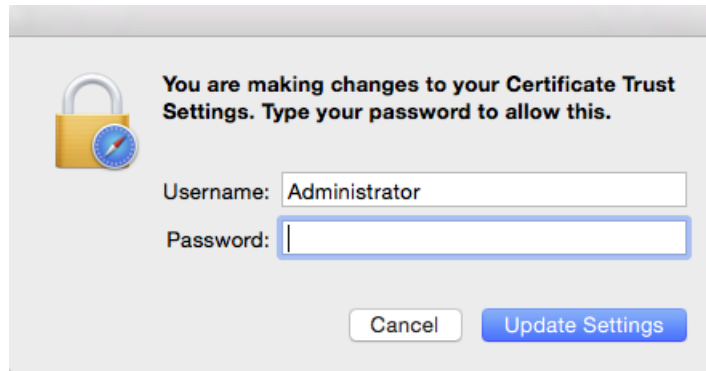 You are making changes to your Certificate Trust
Settings. Type your password to allow this.
Username: Administrator
Password:
Cancel Update Settings